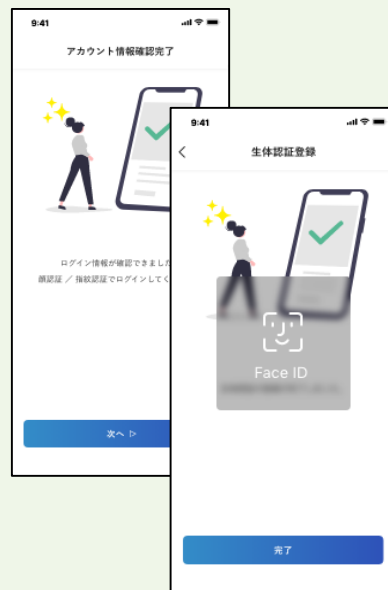 9:41
アカウント情報確認完了
ログイン情報が確認できまし
顔認証 ／ 指紋認証でログインしてく
次へ ▷
9:41
生体認証登録
Face ID
完了